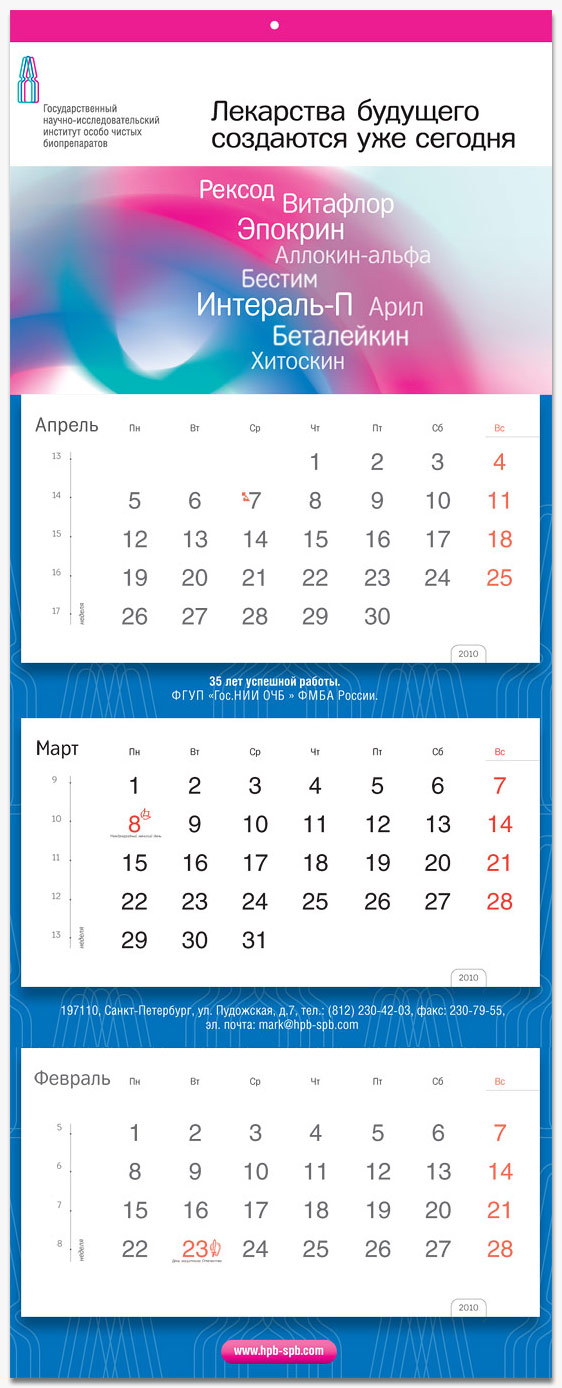 Государственный
научно-исследовательский
институт особо чистых
биопрепаратов
Лекарства будущего
создаются уже сегодня
Рексод
Витафлор
Эпокрин
Аллокин-альфа
Бестим
Интераль-П Арил
Беталейкин
Хитоскин
Апрель Пн Вт Ср Чт Пт Сб Вс
13 1 2 3 4
14 5 6 7 8 9 10 11
15 12 13 14 15 16 17 18
16 19 20 21 22 23 24 25
17 неделя 26 27 28 29 30
2010
35 лет успешной работы.
ФГУП «Гос.НИИ ОЧБ » ФМБА России.
Март Пн Вт Ср Чт Пт Сб Вс
9 1 2 3 4 5 6 7
10 8 9 10 11 12 13 14
Международный женский день
11 15 16 17 18 19 20 21
12 22 23 24 25 26 27 28
13 неделя 29 30 31
2010
197110, Санкт-Петербург, ул. Пудожская, д.7, тел.: (812) 230-42-03, факс: 230-79-55,
эл. почта: mark@hpb-spb.com
Февраль Пн Вт Ср Чт Пт Сб Вс
5 1 2 3 4 5 6 7
6 8 9 10 11 12 13 14
7 15 16 17 18 19 20 21
8 неделя 22 23 24 25 26 27 28
День защитника Отечества
2010
www.hpb-spb.com